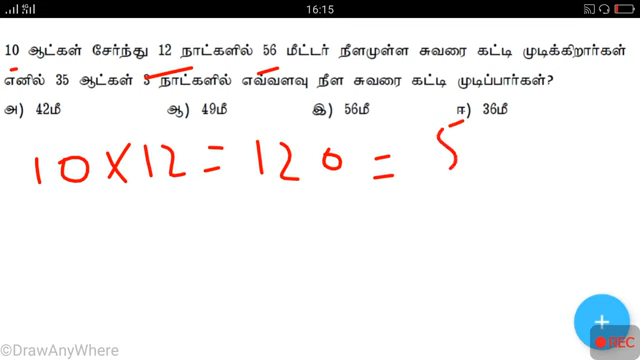 16:15
10 ஆட்கள் சேர்ந்து 12 நாட்களில் 56 மீட்டர் நீளமுள்ள சுவரை கட்டி முடிக்கிறார்கள்
எனில் 35 ஆட்கள் 3 நாட்களில் எவ்வளவு நீள சுவரை கட்டி முடிப்பார்கள்?
அ) 42மீ ஆ) 49மீ இ) 56மீ ஈ) 36மீ
10 × 12 = 120 = 5
+
REC
©DrawAnyWhere